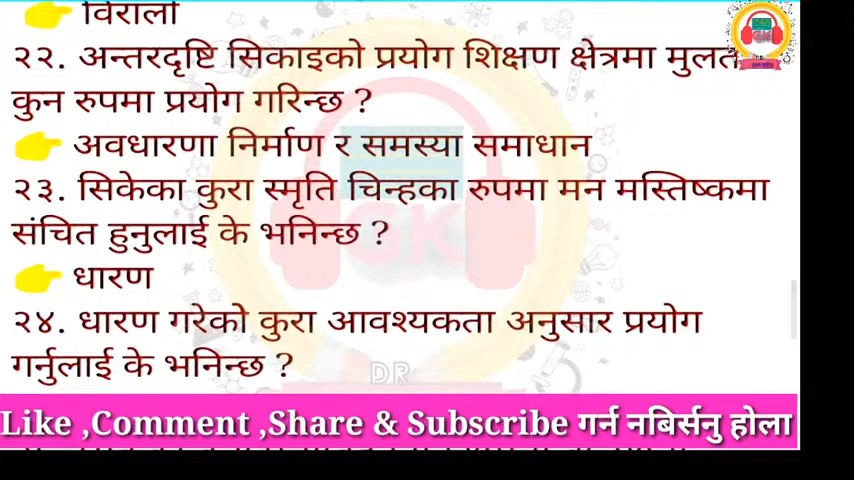 👉 विरालो
२२. अन्तरदृष्टि सिकाइको प्रयोग शिक्षण क्षेत्रमा मुलत
कुन रुपमा प्रयोग गरिन्छ ?
👉 अवधारणा निर्माण र समस्या समाधान
२३. सिकेका कुरा स्मृति चिन्हका रुपमा मन मस्तिष्कमा
संचित हुनुलाई के भनिन्छ ?
👉 धारण
२४. धारण गरेको कुरा आवश्यकता अनुसार प्रयोग
गर्नुलाई के भनिन्छ ?
GK
DR
Like ,Comment ,Share & Subscribe गर्न नबिर्सनु होला